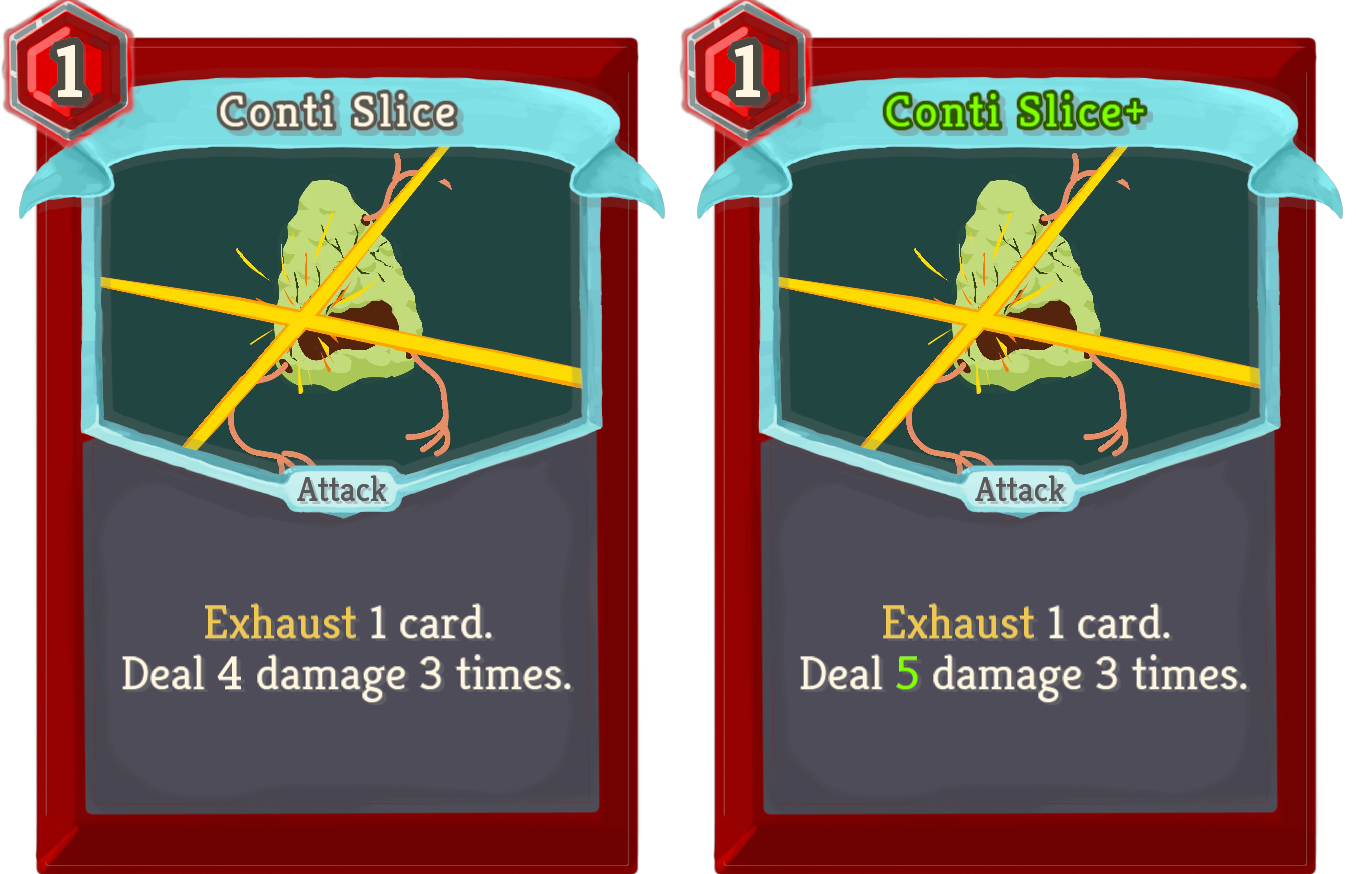 1
Conti Slice
Attack
Exhaust 1 card.
Deal 4 damage 3 times.
1
Conti Slice+
Attack
Exhaust 1 card.
Deal 5 damage 3 times.